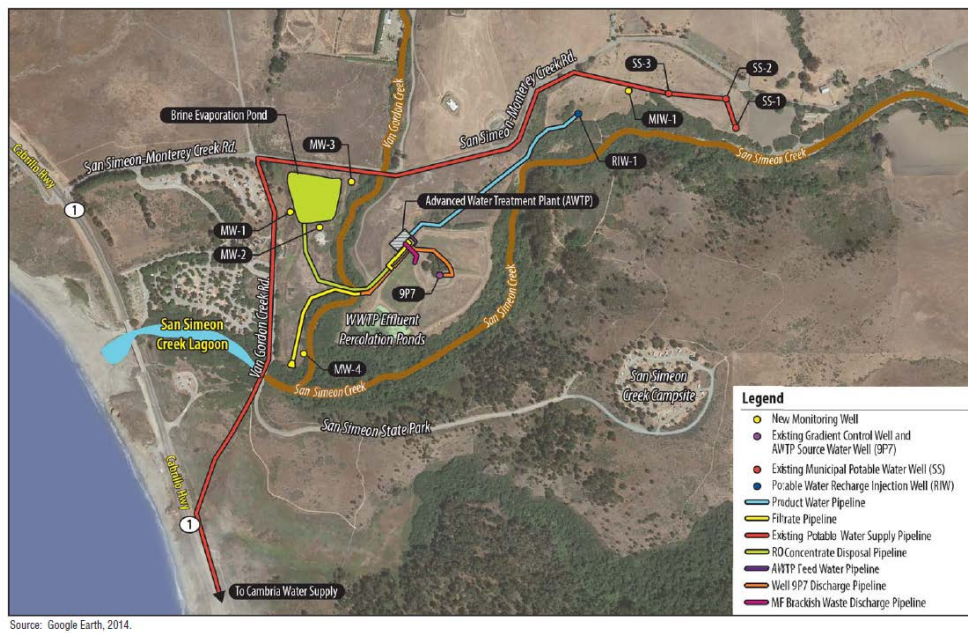 SS-3
SS-2
SS-1
MIW-1
RIW-1
Van Gordon Creek
San Simeon-Monterey Creek Rd.
Brine Evaporation Pond
MW-3
San Simeon-Monterey Creek Rd.
Cabrillo Hwy
1
San Simeon Creek
Advanced Water Treatment Plant (AWTP)
MW-1
MW-2
9P7
San Simeon Creek
WWTP Effluent
Percolation Ponds
Van Gordon Creek Rd.
San Simeon
Creek Lagoon
MW-4
San Simeon Creek
San Simeon
Creek Campsite
San Simeon State Park
Cabrillo Hwy
1
To Cambria Water Supply
Legend
New Monitoring Well
Existing Gradient Control Well and
AWTP Source Water Well (9P7)
Existing Municipal Potable Water Well (SS)
Potable Water Recharge Injection Well (RIW)
Product Water Pipeline
Filtrate Pipeline
Existing Potable Water Supply Pipeline
RO Concentrate Disposal Pipeline
AWTP Feed Water Pipeline
Well 9P7 Discharge Pipeline
MF Brackish Waste Discharge Pipeline
Source: Google Earth, 2014.